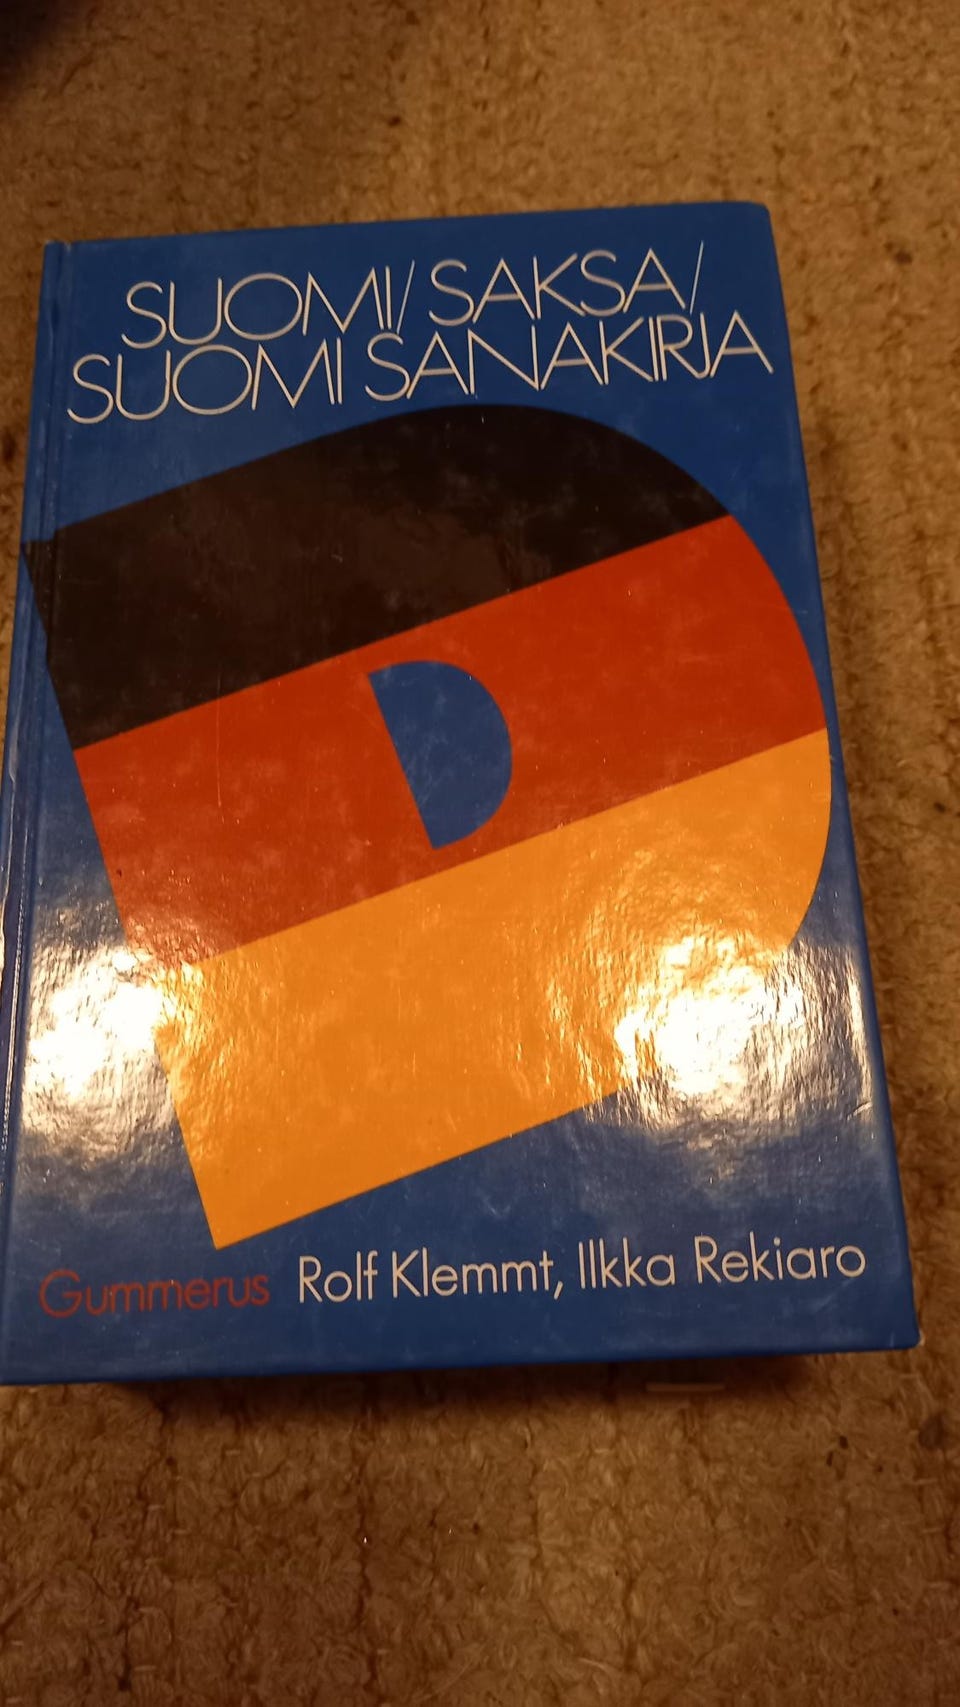 SUOMI/SAKSA/
SUOMI SANAKIRJA
Gummerus Rolf Klemmt, Ilkka Rekiaro